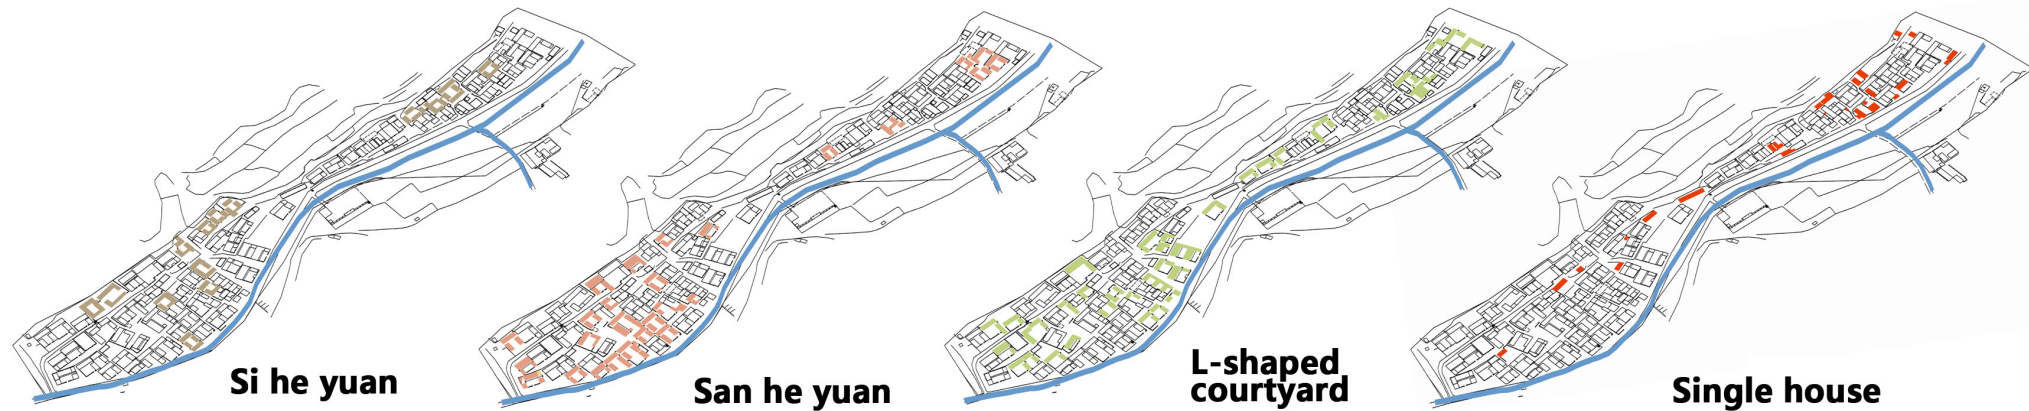 Si he yuan
San he yuan
L-shaped
courtyard
Single house